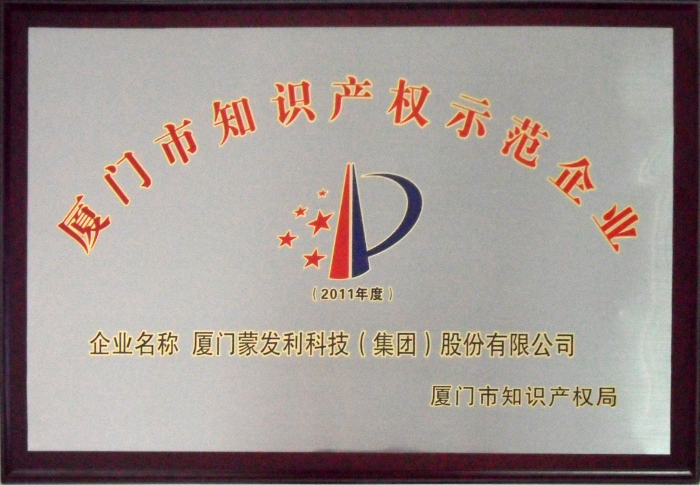 厦门市知识产权示范企业
（2011年度）
企业名称 厦门蒙发利科技（集团）股份有限公司
厦门市知识产权局